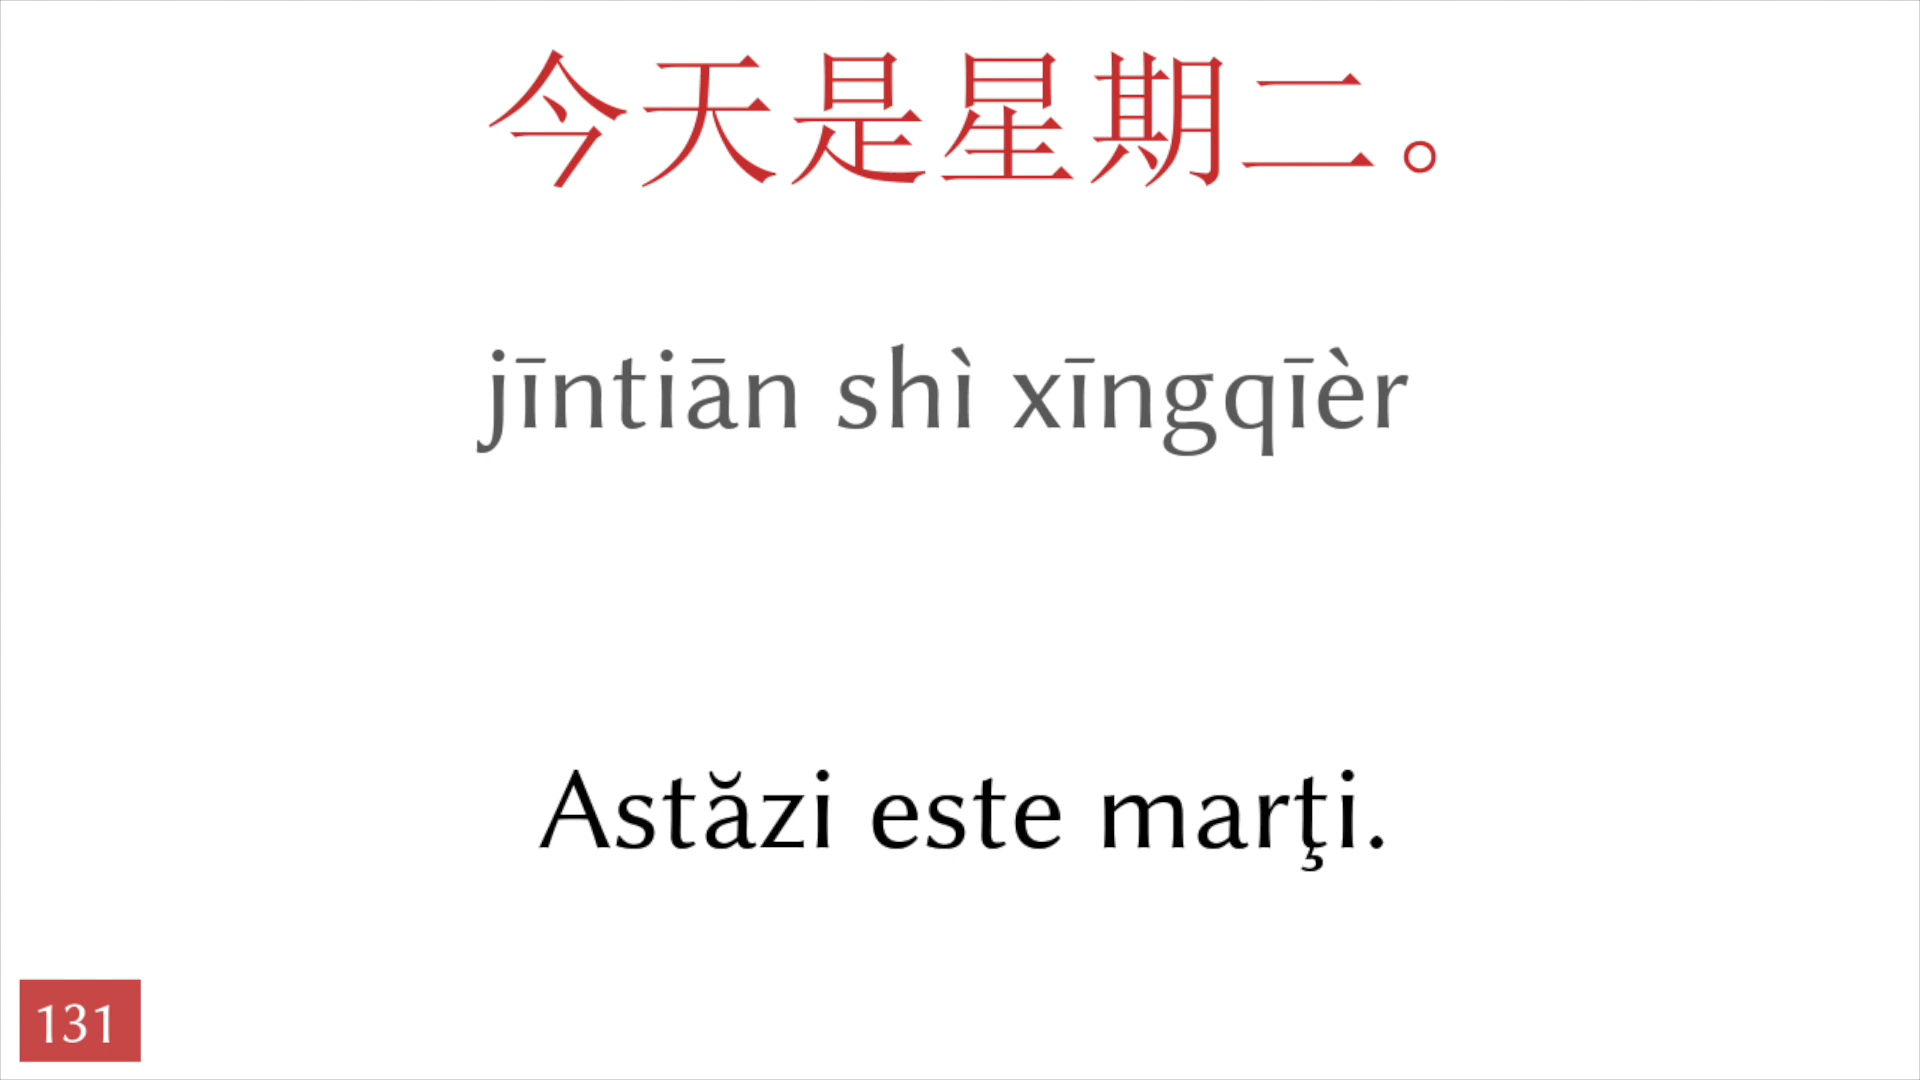 今天是星期二。
jīntiān shì xīngqīèr
Astăzi este marţi.
131